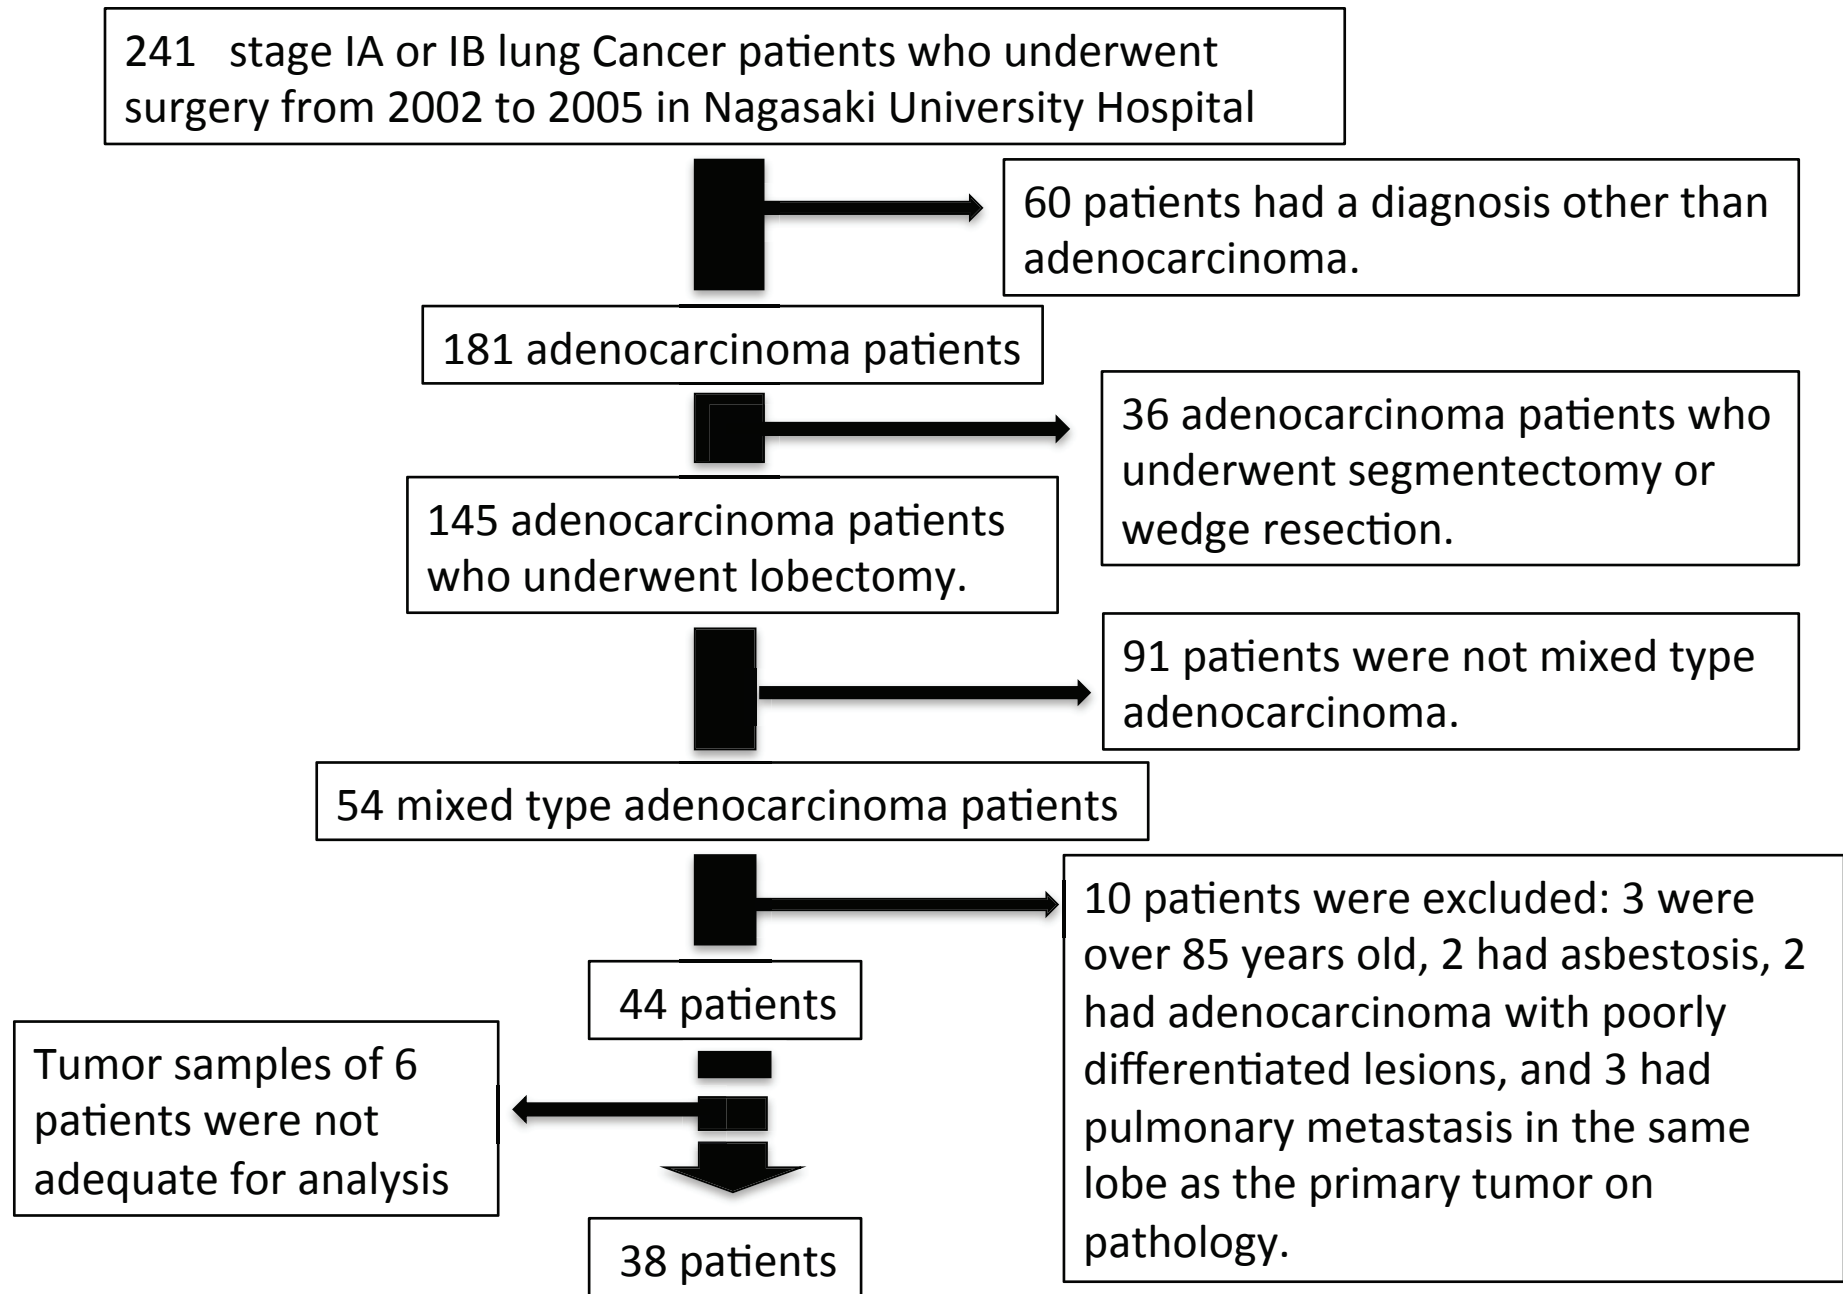 241 stage IA or IB lung Cancer patients who underwent
surgery from 2002 to 2005 in Nagasaki University Hospital
60 patients had a diagnosis other than
adenocarcinoma.
181 adenocarcinoma patients
36 adenocarcinoma patients who
underwent segmentectomy or
wedge resection.
145 adenocarcinoma patients
who underwent lobectomy.
91 patients were not mixed type
adenocarcinoma.
54 mixed type adenocarcinoma patients
10 patients were excluded: 3 were
over 85 years old, 2 had asbestosis, 2
had adenocarcinoma with poorly
differentiated lesions, and 3 had
pulmonary metastasis in the same
lobe as the primary tumor on
pathology.
44 patients
Tumor samples of 6
patients were not
adequate for analysis
38 patients